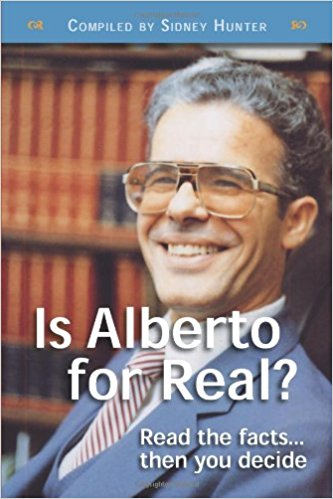 COMPILED BY SIDNEY HUNTER
Is Alberto
for Real?
Read the facts...
then you decide